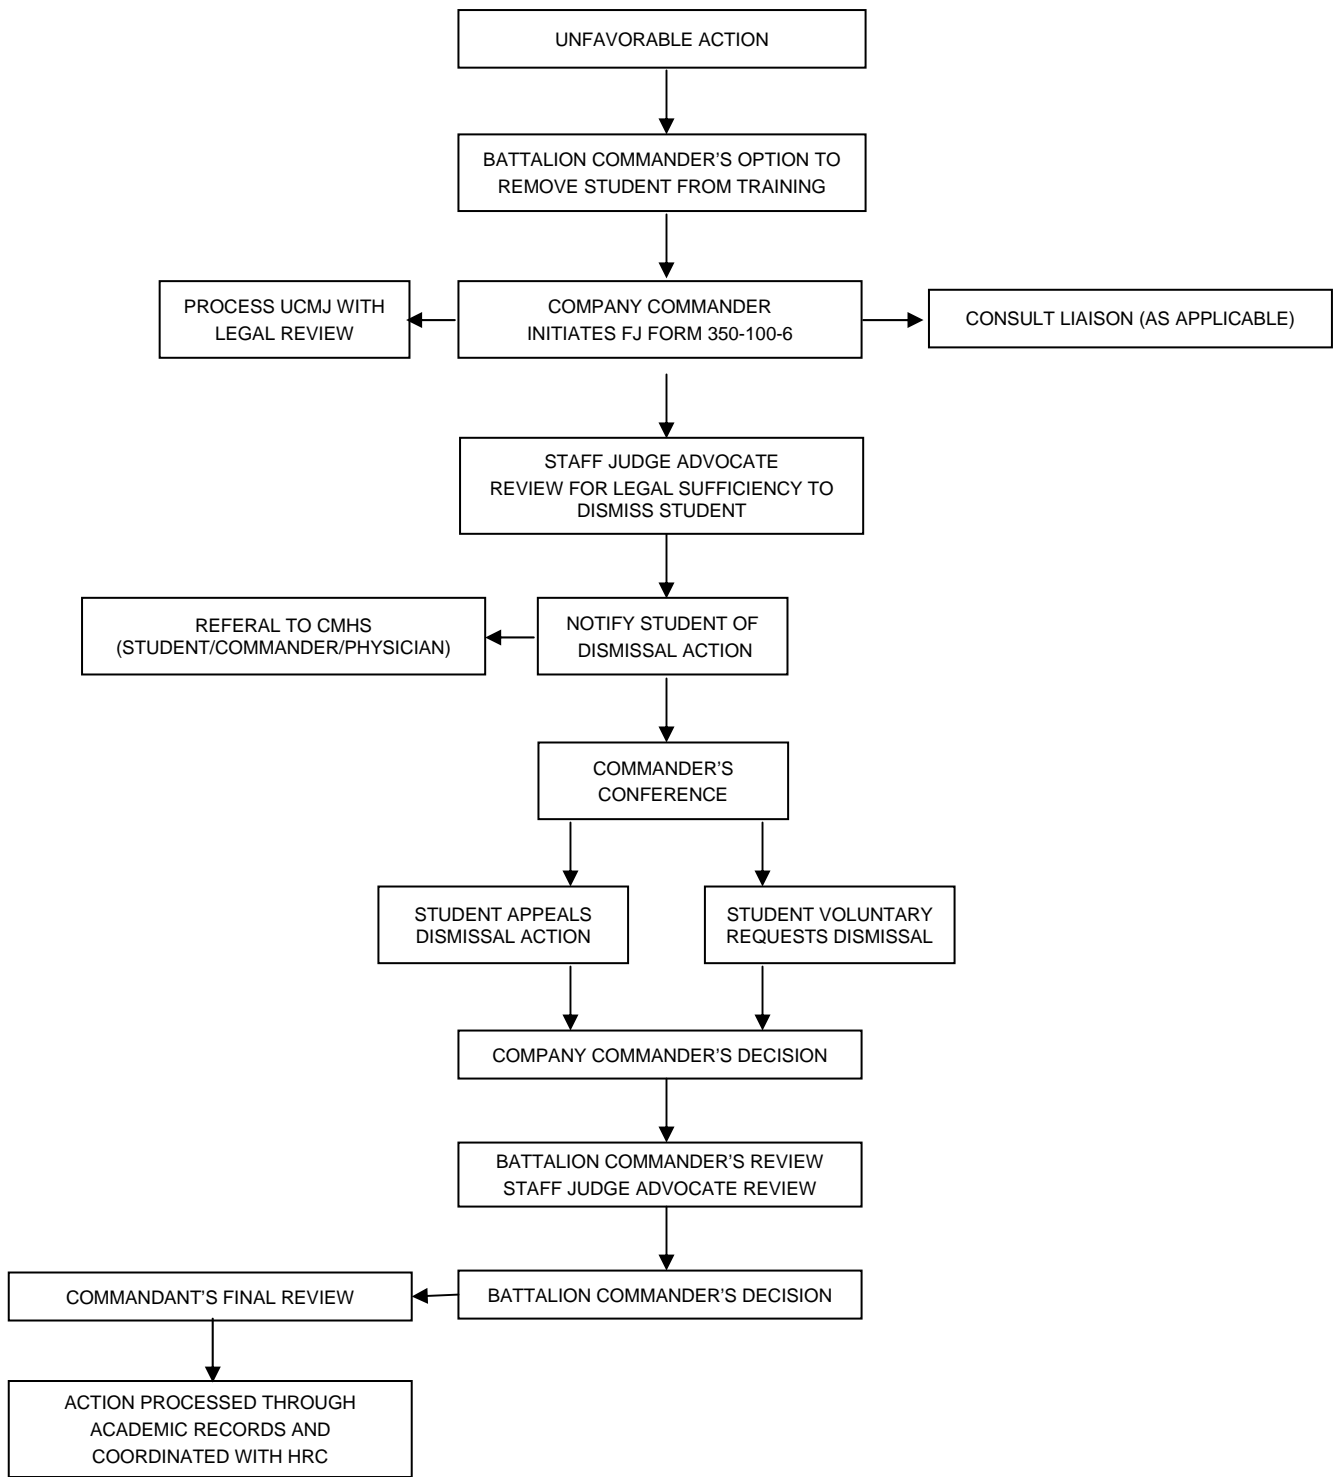 UNFAVORABLE ACTION
BATTALION COMMANDER’S OPTION TO
REMOVE STUDENT FROM TRAINING
PROCESS UCMJ WITH
LEGAL REVIEW
COMPANY COMMANDER
INITIATES FJ FORM 350-100-6
CONSULT LIAISON (AS APPLICABLE)
STAFF JUDGE ADVOCATE
REVIEW FOR LEGAL SUFFICIENCY TO
DISMISS STUDENT
REFERAL TO CMHS
(STUDENT/COMMANDER/PHYSICIAN)
NOTIFY STUDENT OF
DISMISSAL ACTION
COMMANDER’S
CONFERENCE
STUDENT APPEALS
DISMISSAL ACTION
STUDENT VOLUNTARY
REQUESTS DISMISSAL
COMPANY COMMANDER’S DECISION
BATTALION COMMANDER’S REVIEW
STAFF JUDGE ADVOCATE REVIEW
COMMANDANT’S FINAL REVIEW
BATTALION COMMANDER’S DECISION
ACTION PROCESSED THROUGH
ACADEMIC RECORDS AND
COORDINATED WITH HRC